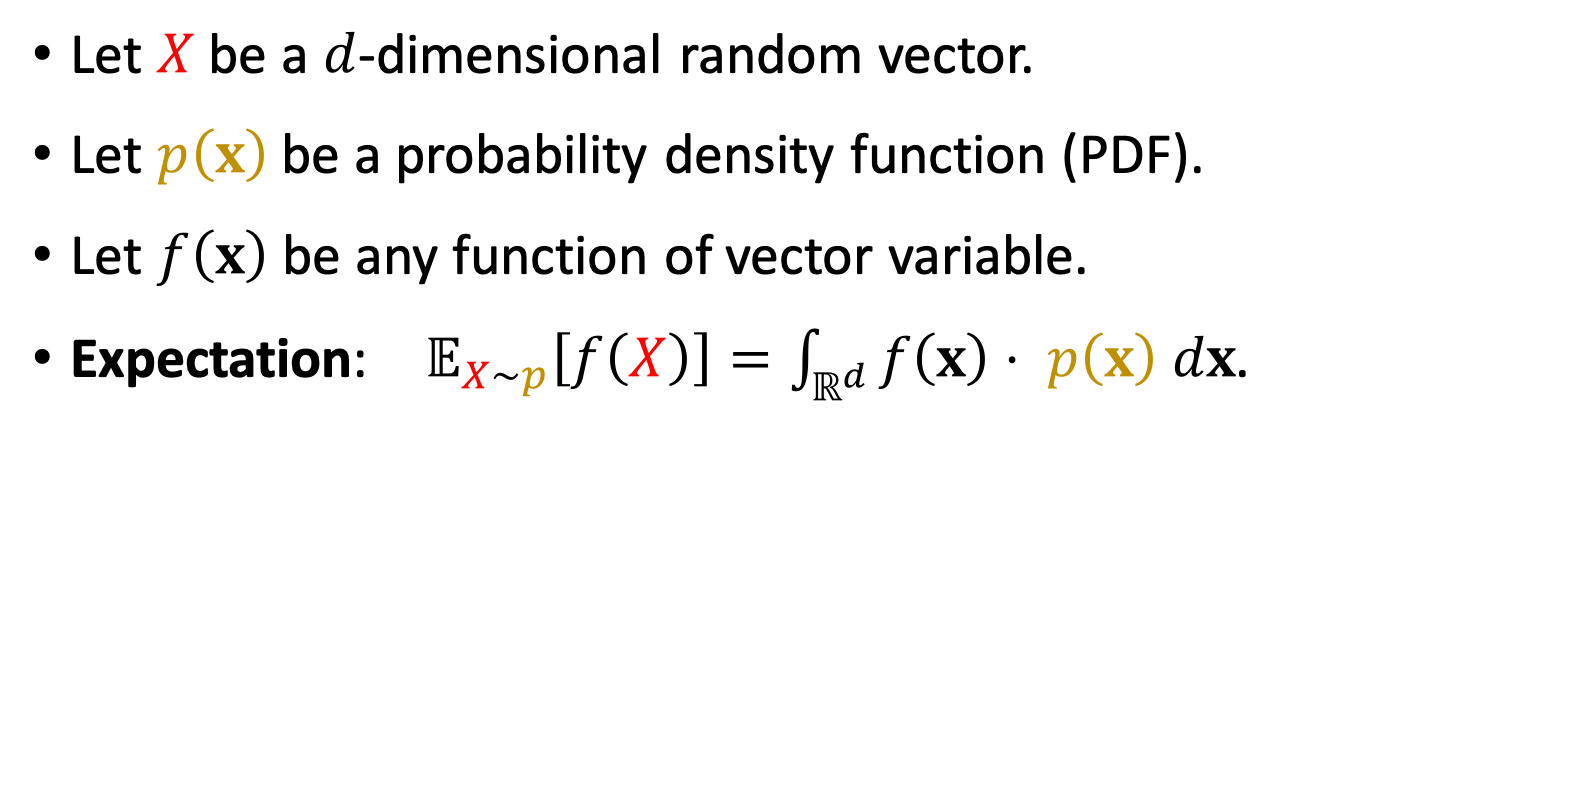 • Let X be a d-dimensional random vector.
• Let p(𝐱) be a probability density function (PDF).
• Let f(𝐱) be any function of vector variable.
• Expectation: 𝔼_{X~p}[f(X)] = ∫_{ℝ^d} f(𝐱) · p(𝐱) d𝐱.